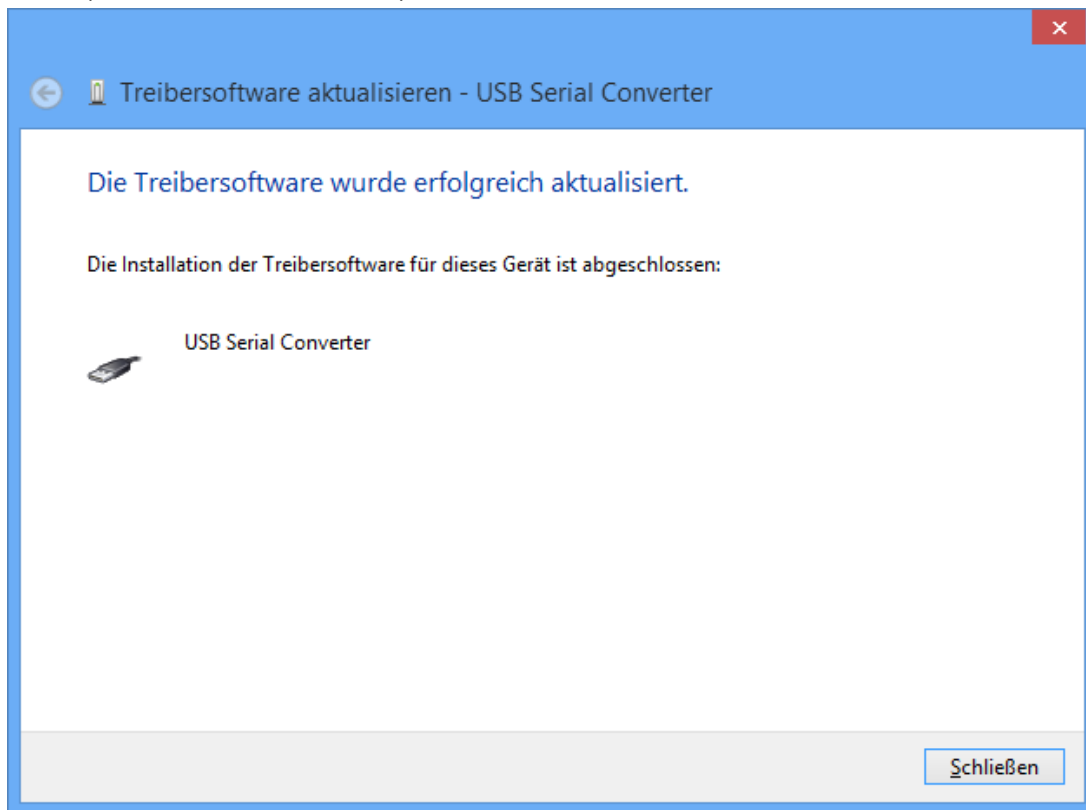 Treibersoftware aktualisieren - USB Serial Converter
Die Treibersoftware wurde erfolgreich aktualisiert.
Die Installation der Treibersoftware für dieses Gerät ist abgeschlossen:
USB Serial Converter
Schließen